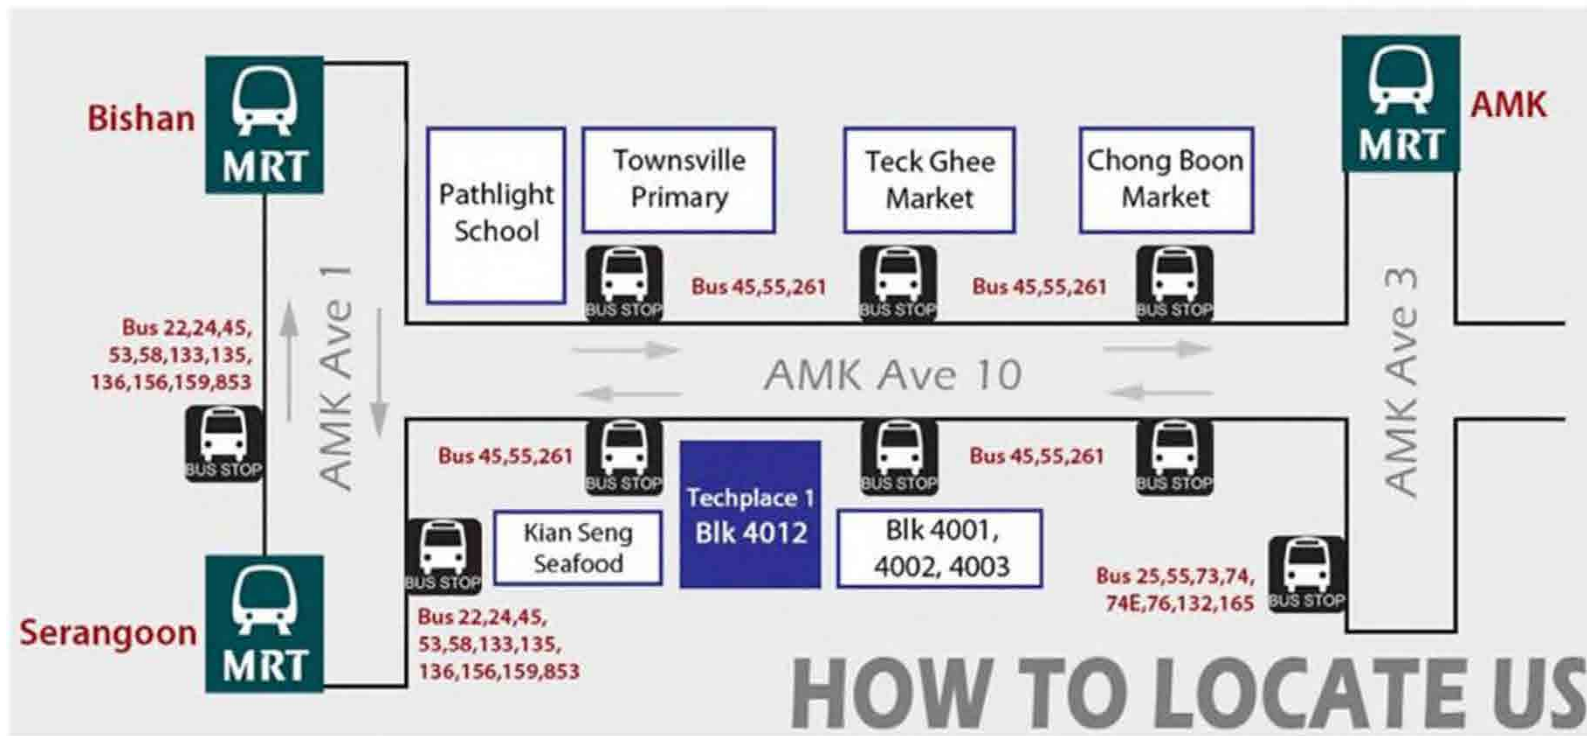 Bishan
MRT
MRT
AMK
Pathlight
School
Townsville
Primary
Teck Ghee
Market
Chong Boon
Market
BUS STOP
Bus 45,55,261
BUS STOP
Bus 45,55,261
BUS STOP
AMK Ave 1
Bus 22,24,45,
53,58,133,135,
136,156,159,853
BUS STOP
AMK Ave 10
AMK Ave 3
Bus 45,55,261
BUS STOP
Techplace 1
Blk 4012
BUS STOP
Bus 45,55,261
BUS STOP
Kian Seng
Seafood
Blk 4001,
4002, 4003
BUS STOP
Bus 22,24,45,
53,58,133,135,
136,156,159,853
Bus 25,55,73,74,
74E,76,132,165
BUS STOP
Serangoon
MRT
HOW TO LOCATE US